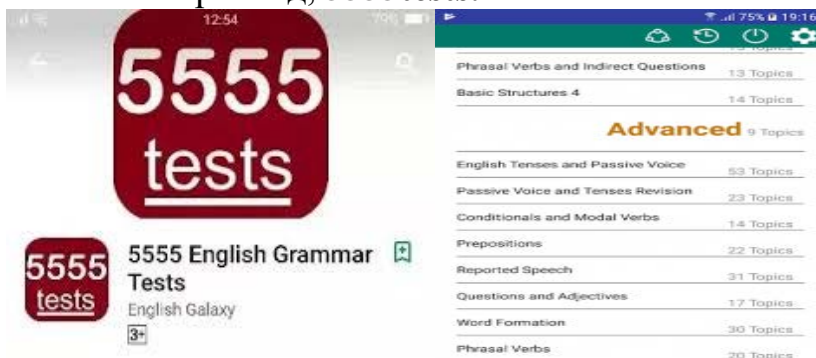 12:54
5555
tests
5555
tests
5555 English Grammar
Tests
English Galaxy
3+
75% 19:16
Phrasal Verbs and Indirect Questions
13 Topics
Basic Structures 4
14 Topics
Advanced 9 Topics
English Tenses and Passive Voice
53 Topics
Passive Voice and Tenses Revision
23 Topics
Conditionals and Modal Verbs
14 Topics
Prepositions
22 Topics
Reported Speech
31 Topics
Questions and Adjectives
17 Topics
Word Formation
30 Topics
Phrasal Verbs
20 Topics